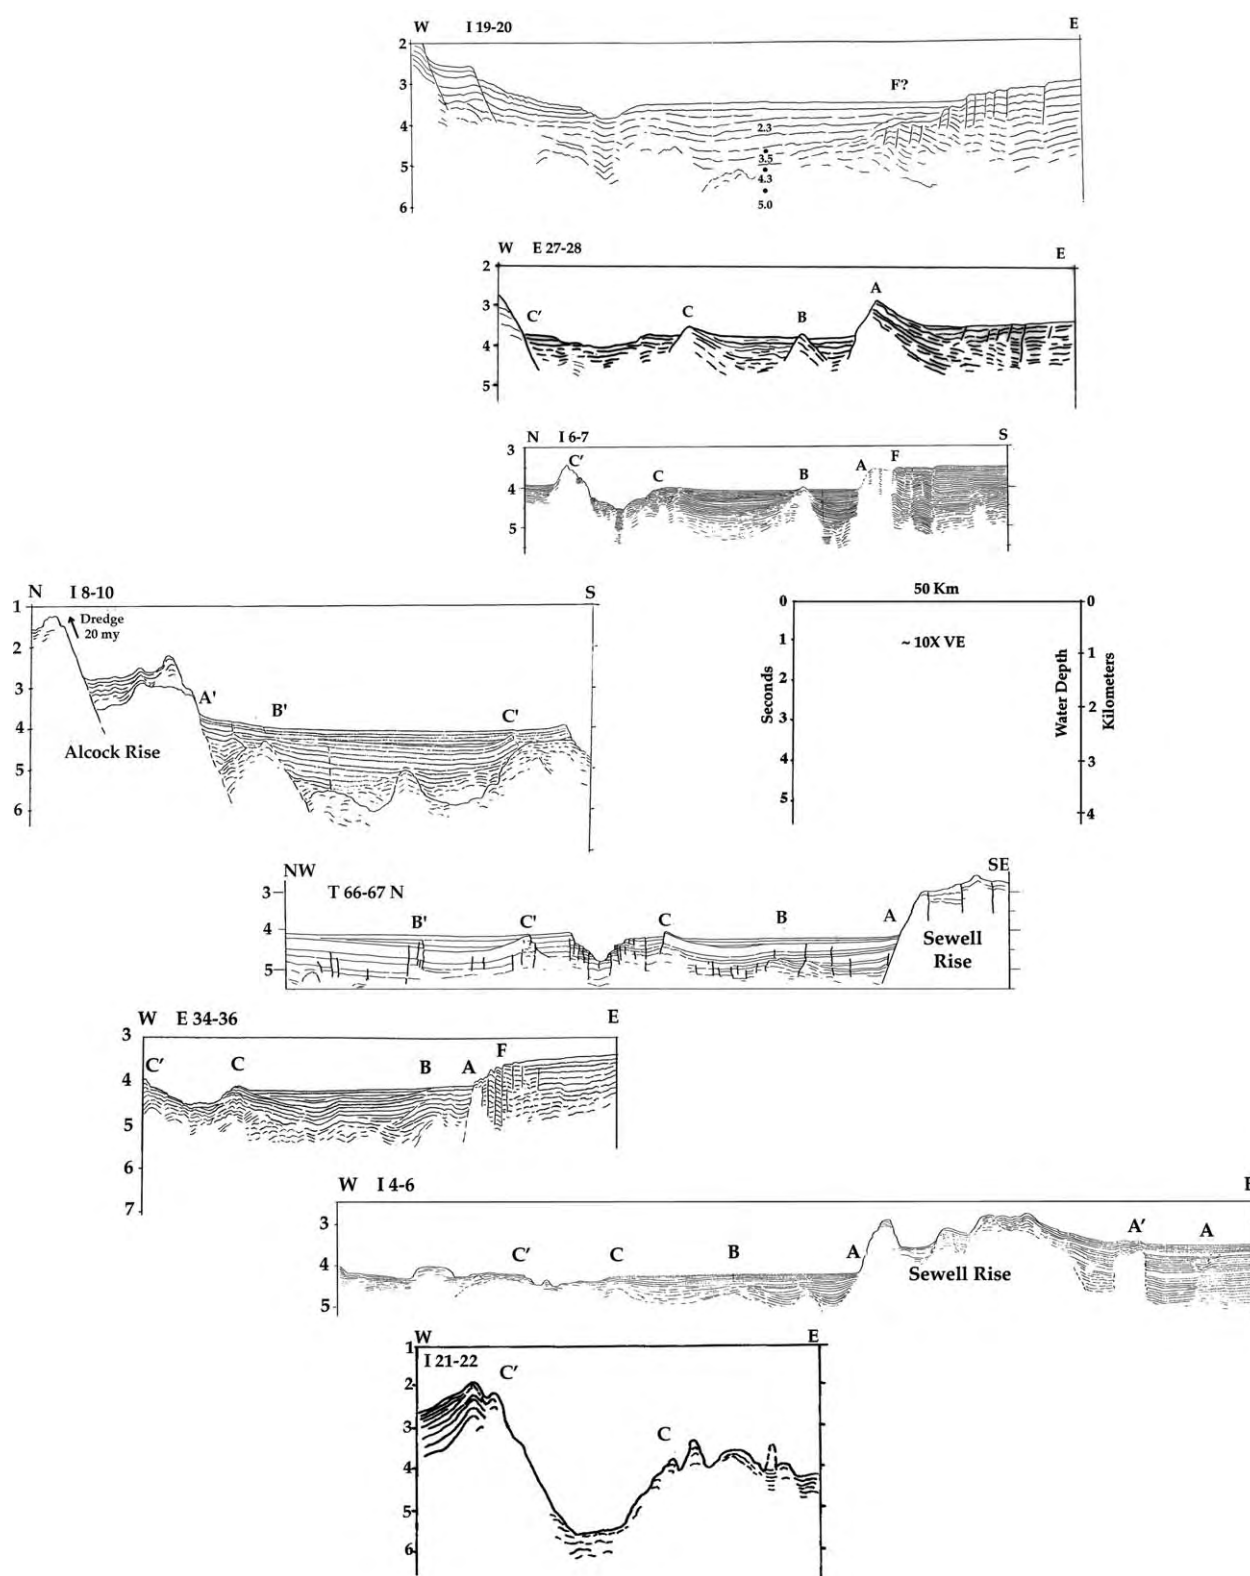 W I 19-20 E
2
3
4
5
6
F?
2.3
3.5
4.3
5.0
W E 27-28 E
2
3
4
5
C' C B A
N I 6-7 S
3
4
5
C' C B A F
N I 8-10 S
1
2
3
4
5
6
Dredge
20 my
A' B' C'
Alcock Rise
50 Km
0 0
1 1
2 2
3 3
4 4
5
~ 10X VE
Seconds
Water Depth
Kilometers
NW T 66-67 N SE
3
4
5
B' C' C B A
Sewell
Rise
W E 34-36 E
3
4
5
6
7
C' C B A F
W I 4-6
3
4
5
C' C B A A' A
Sewell Rise
W E
I 21-22
1
2
3
4
5
6
C'
C